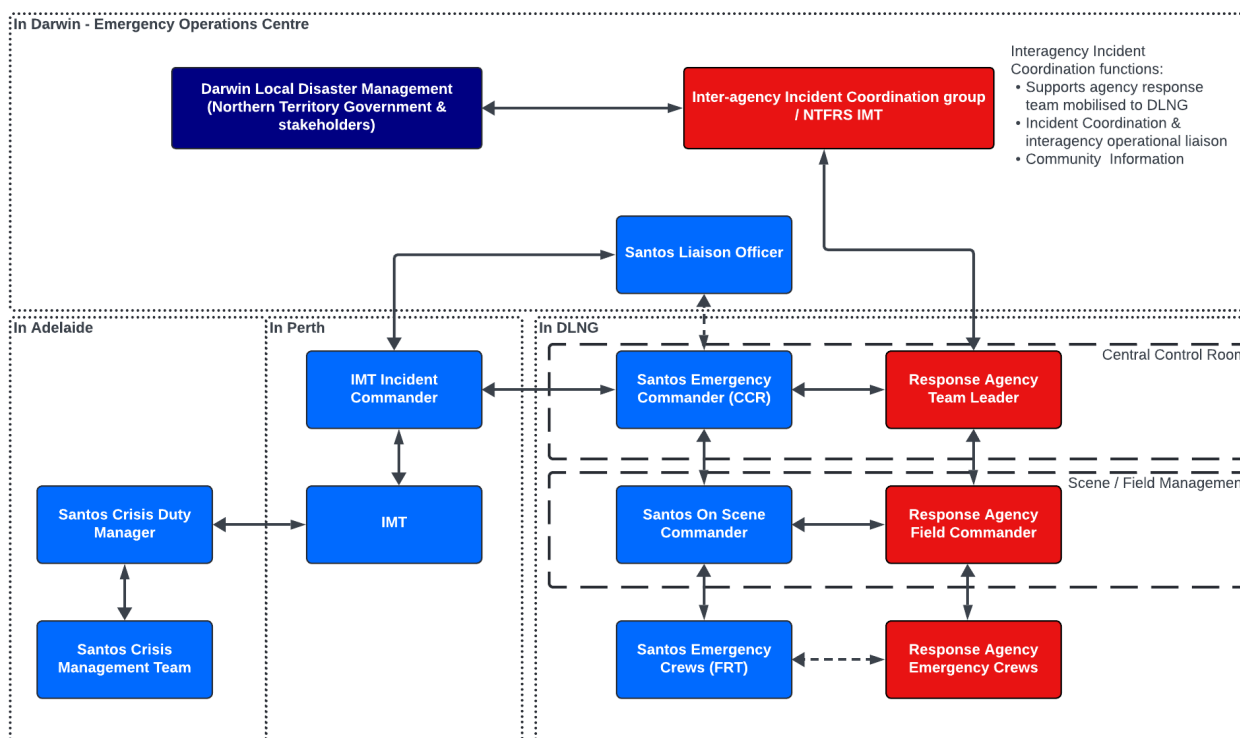 In Darwin - Emergency Operations Centre
Darwin Local Disaster Management
(Northern Territory Government &
stakeholders)
Inter-agency Incident Coordination group
/ NTFRS IMT
Interagency Incident
Coordination functions:
• Supports agency response
team mobilised to DLNG
• Incident Coordination &
interagency operational liaison
• Community Information
Santos Liaison Officer
In Adelaide
In Perth
In DLNG
Central Control Room
IMT Incident
Commander
Santos Emergency
Commander (CCR)
Response Agency
Team Leader
Scene / Field Management
Santos Crisis Duty
Manager
IMT
Santos On Scene
Commander
Response Agency
Field Commander
Santos Crisis
Management Team
Santos Emergency
Crews (FRT)
Response Agency
Emergency Crews